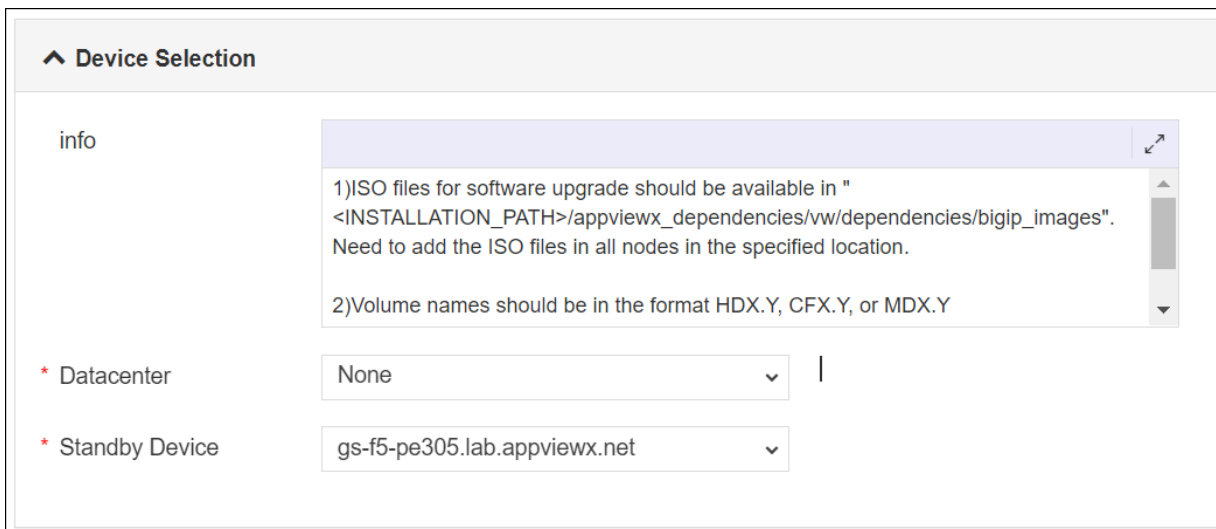 Device Selection
info
1)ISO files for software upgrade should be available in "
<INSTALLATION_PATH>/appviewx_dependencies/vw/dependencies/bigip_images".
Need to add the ISO files in all nodes in the specified location.
2)Volume names should be in the format HDX.Y, CFX.Y, or MDX.Y
* Datacenter
None
* Standby Device
gs-f5-pe305.lab.appviewx.net